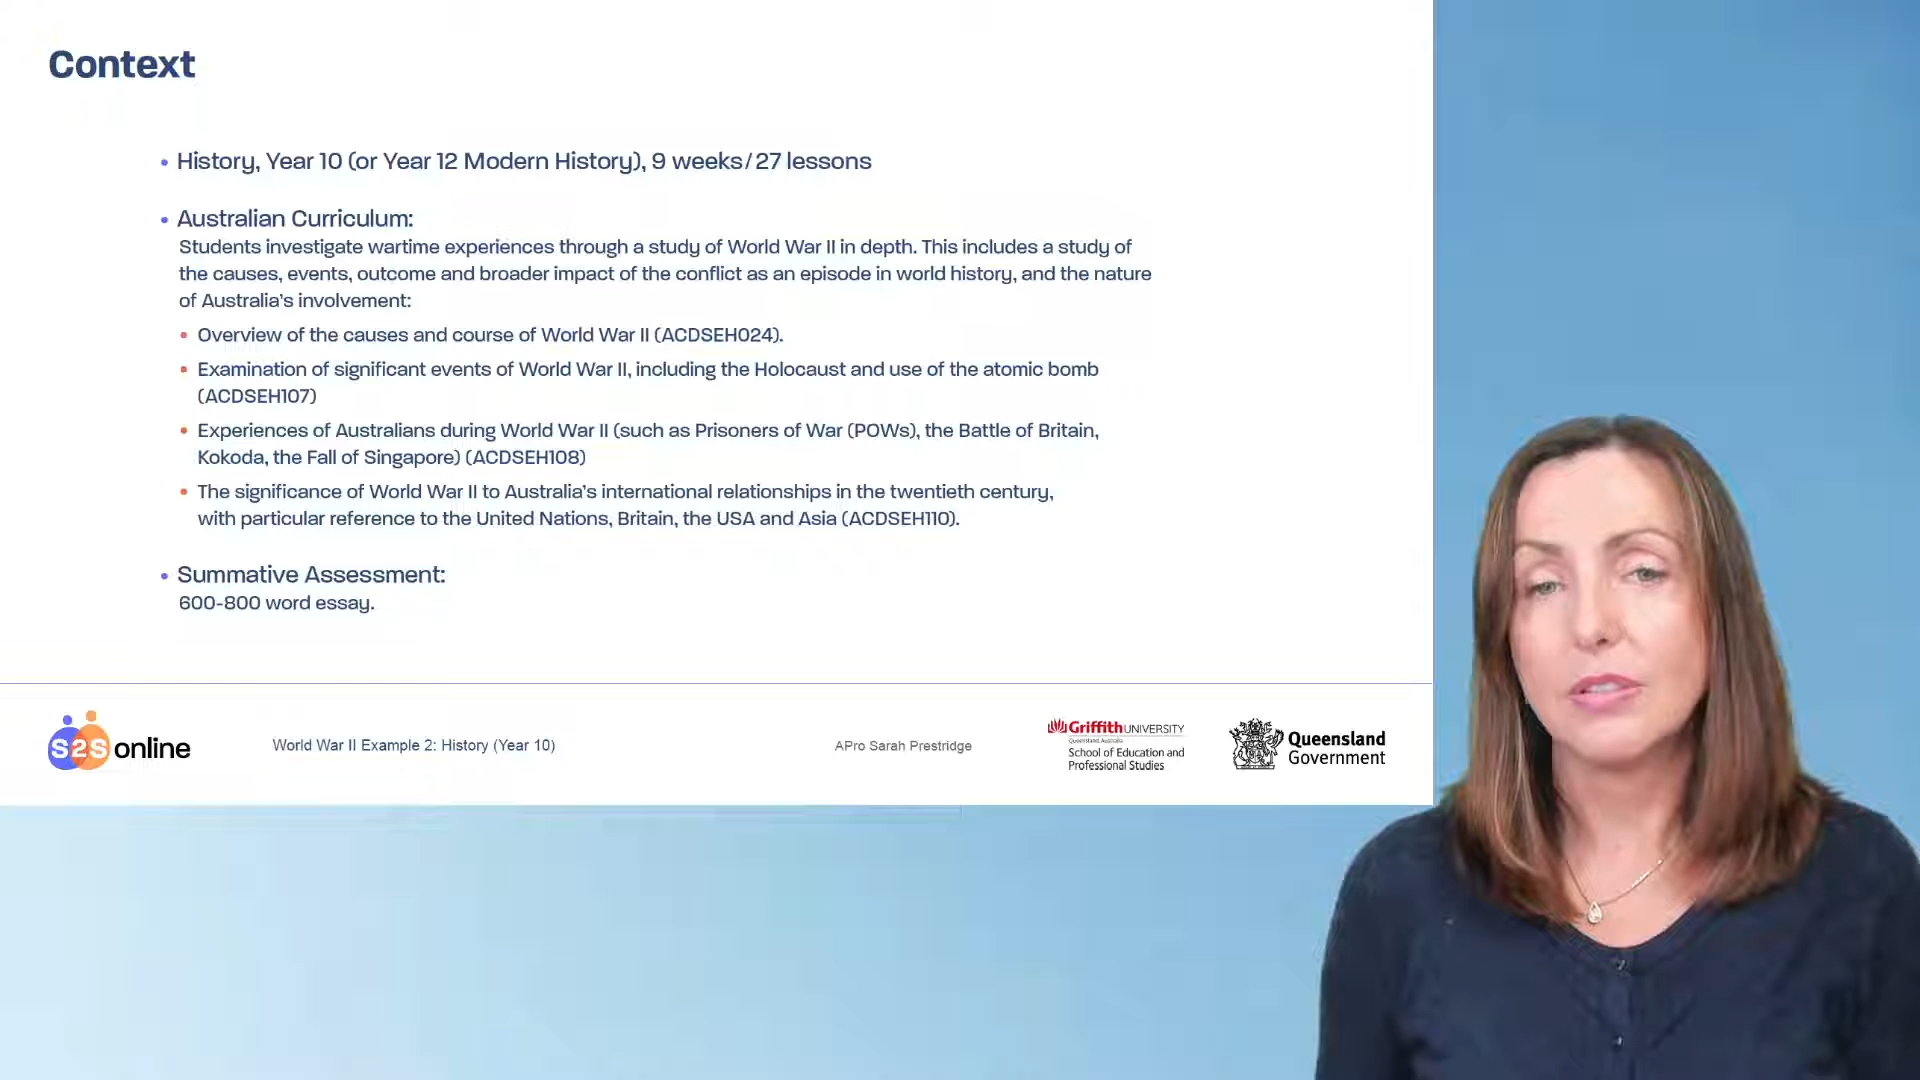 Context
• History, Year 10 (or Year 12 Modern History), 9 weeks/27 lessons
• Australian Curriculum:
Students investigate wartime experiences through a study of World War II in depth. This includes a study of
the causes, events, outcome and broader impact of the conflict as an episode in world history, and the nature
of Australia's involvement:
• Overview of the causes and course of World War II (ACDSEH024).
• Examination of significant events of World War II, including the Holocaust and use of the atomic bomb
(ACDSEH107)
• Experiences of Australians during World War II (such as Prisoners of War (POWs), the Battle of Britain,
Kokoda, the Fall of Singapore) (ACDSEH108)
• The significance of World War II to Australia's international relationships in the twentieth century,
with particular reference to the United Nations, Britain, the USA and Asia (ACDSEH110).
• Summative Assessment:
600-800 word essay.
S2S online
World War II Example 2: History (Year 10)
APro Sarah Prestridge
Griffith UNIVERSITY
Queensland, Australia
School of Education and
Professional Studies
Queensland
Government